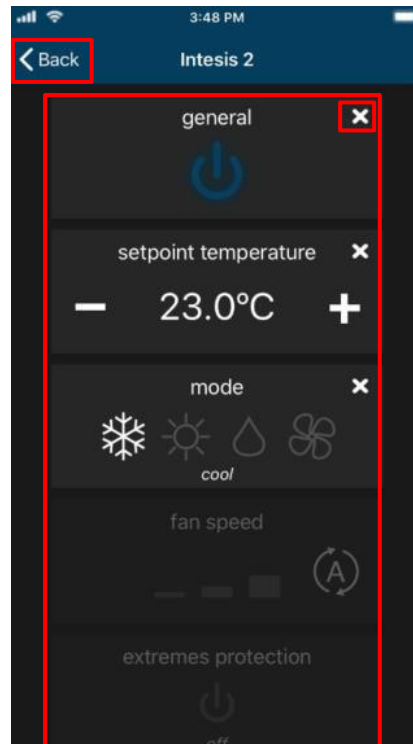 3:48 PM
Back
Intesis 2
general
setpoint temperature
23.0°C
mode
cool
fan speed
A
extremes protection
off